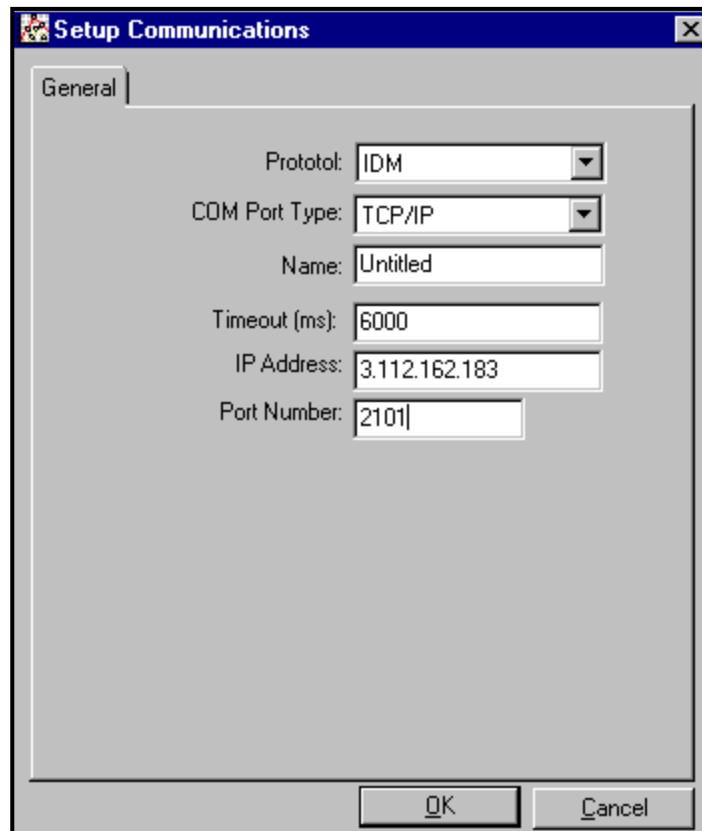 Setup Communications
General
Prototol: IDM
COM Port Type: TCP/IP
Name: Untitled
Timeout (ms): 6000
IP Address: 3.112.162.183
Port Number: 2101
OK Cancel